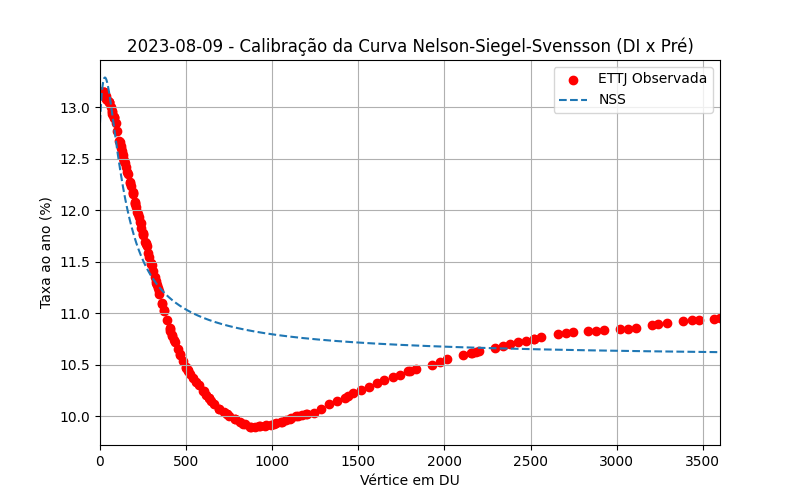 2023-08-09 - Calibração da Curva Nelson-Siegel-Svensson (DI x Pré)
ETTJ Observada
NSS
Taxa ao ano (%)
13.0
12.5
12.0
11.5
11.0
10.5
10.0
0 500 1000 1500 2000 2500 3000 3500
Vértice em DU